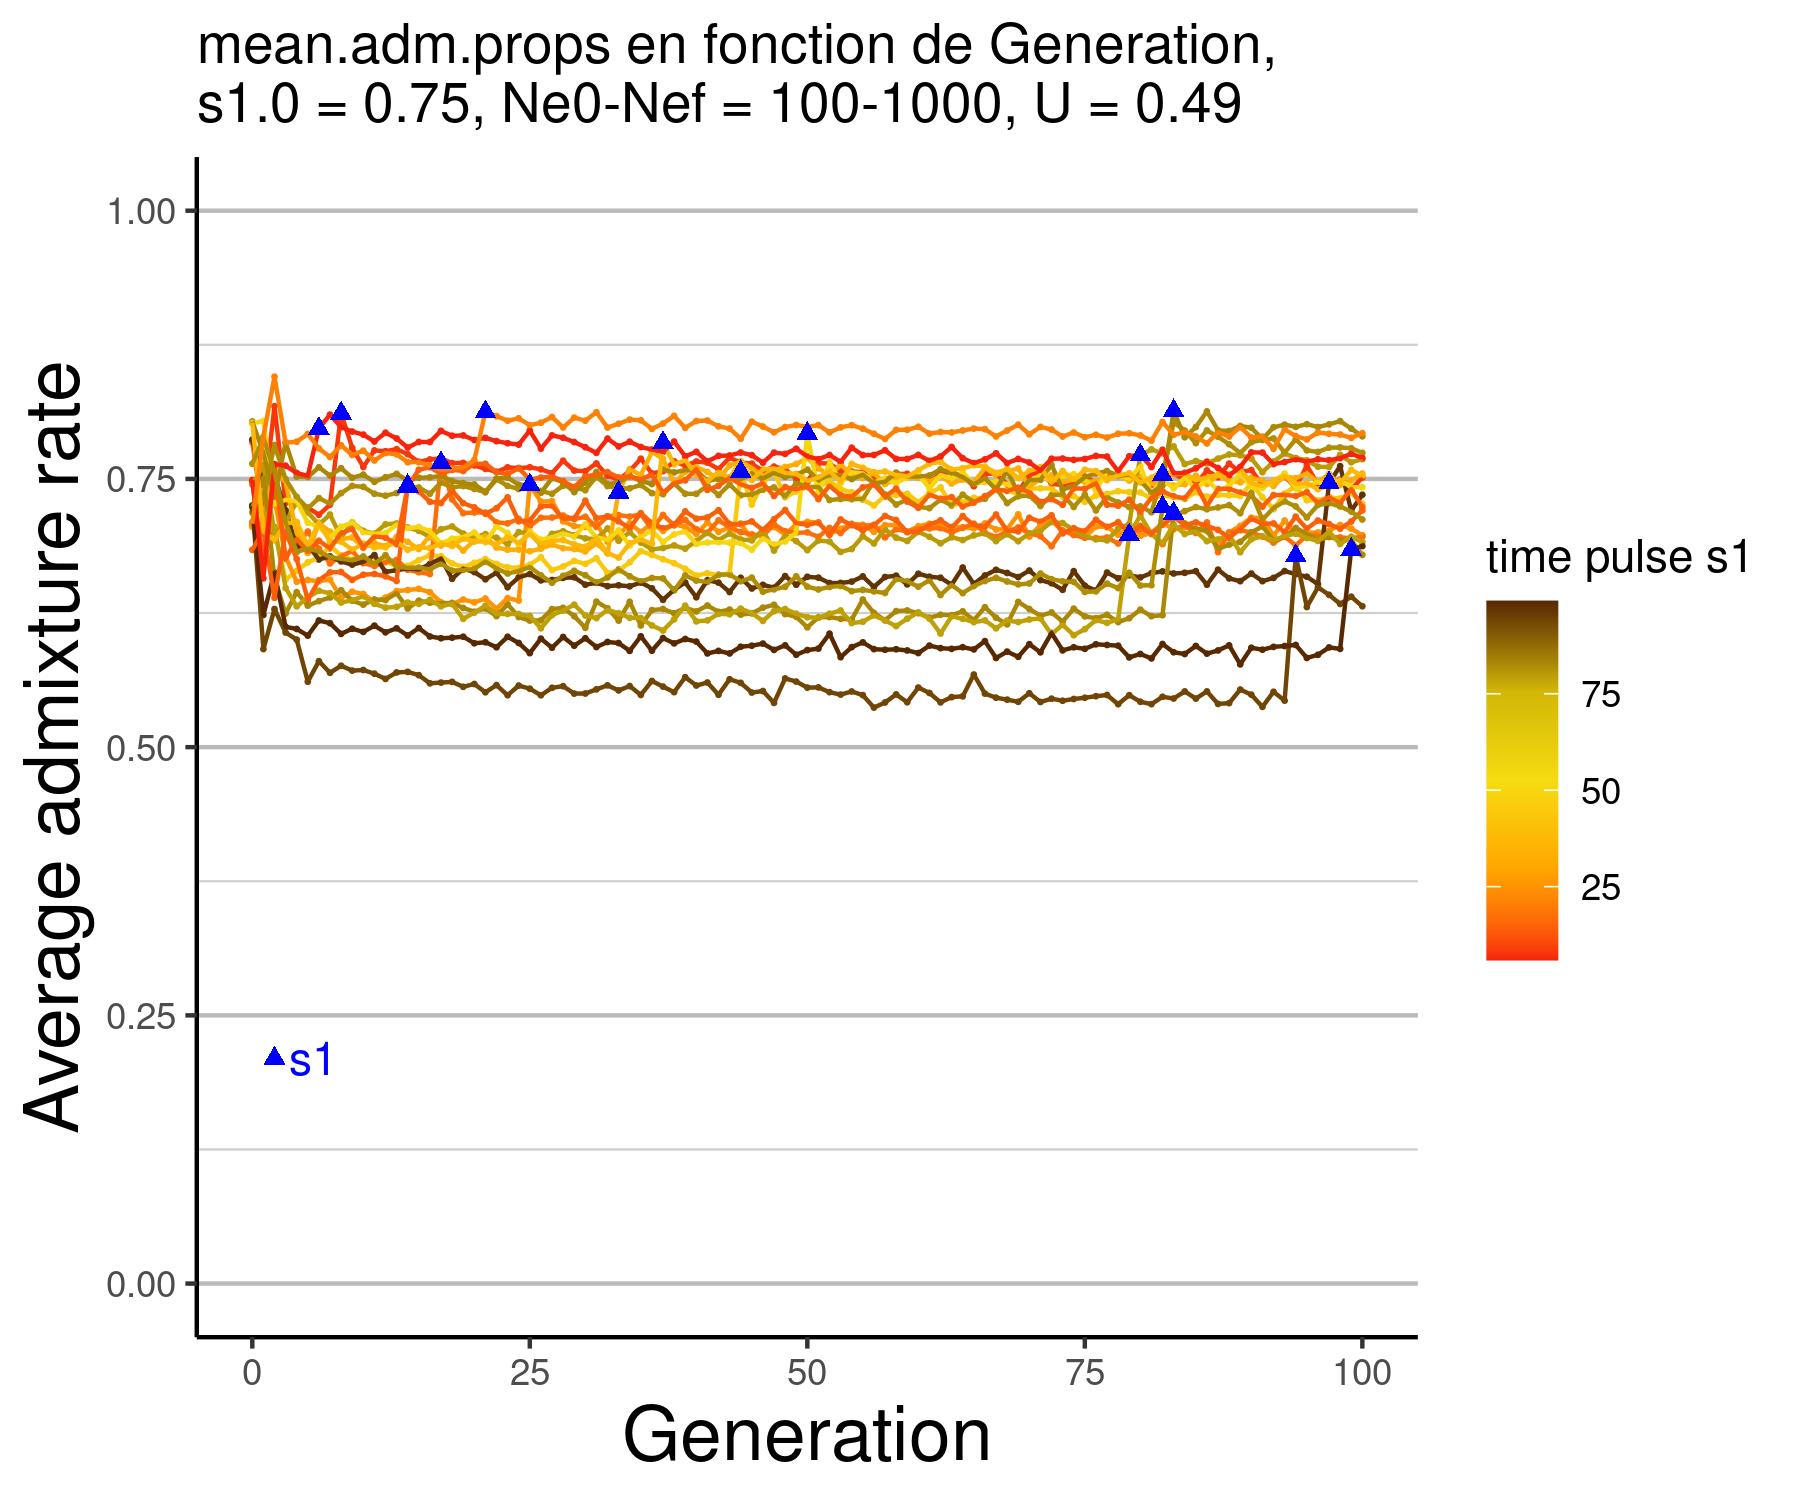 mean.adm.props en fonction de Generation,
s1.0 = 0.75, Ne0-Nef = 100-1000, U = 0.49
Average admixture rate
1.00
0.75
0.50
0.25
0.00
s1
0
25
50
75
100
Generation
time pulse s1
75
50
25